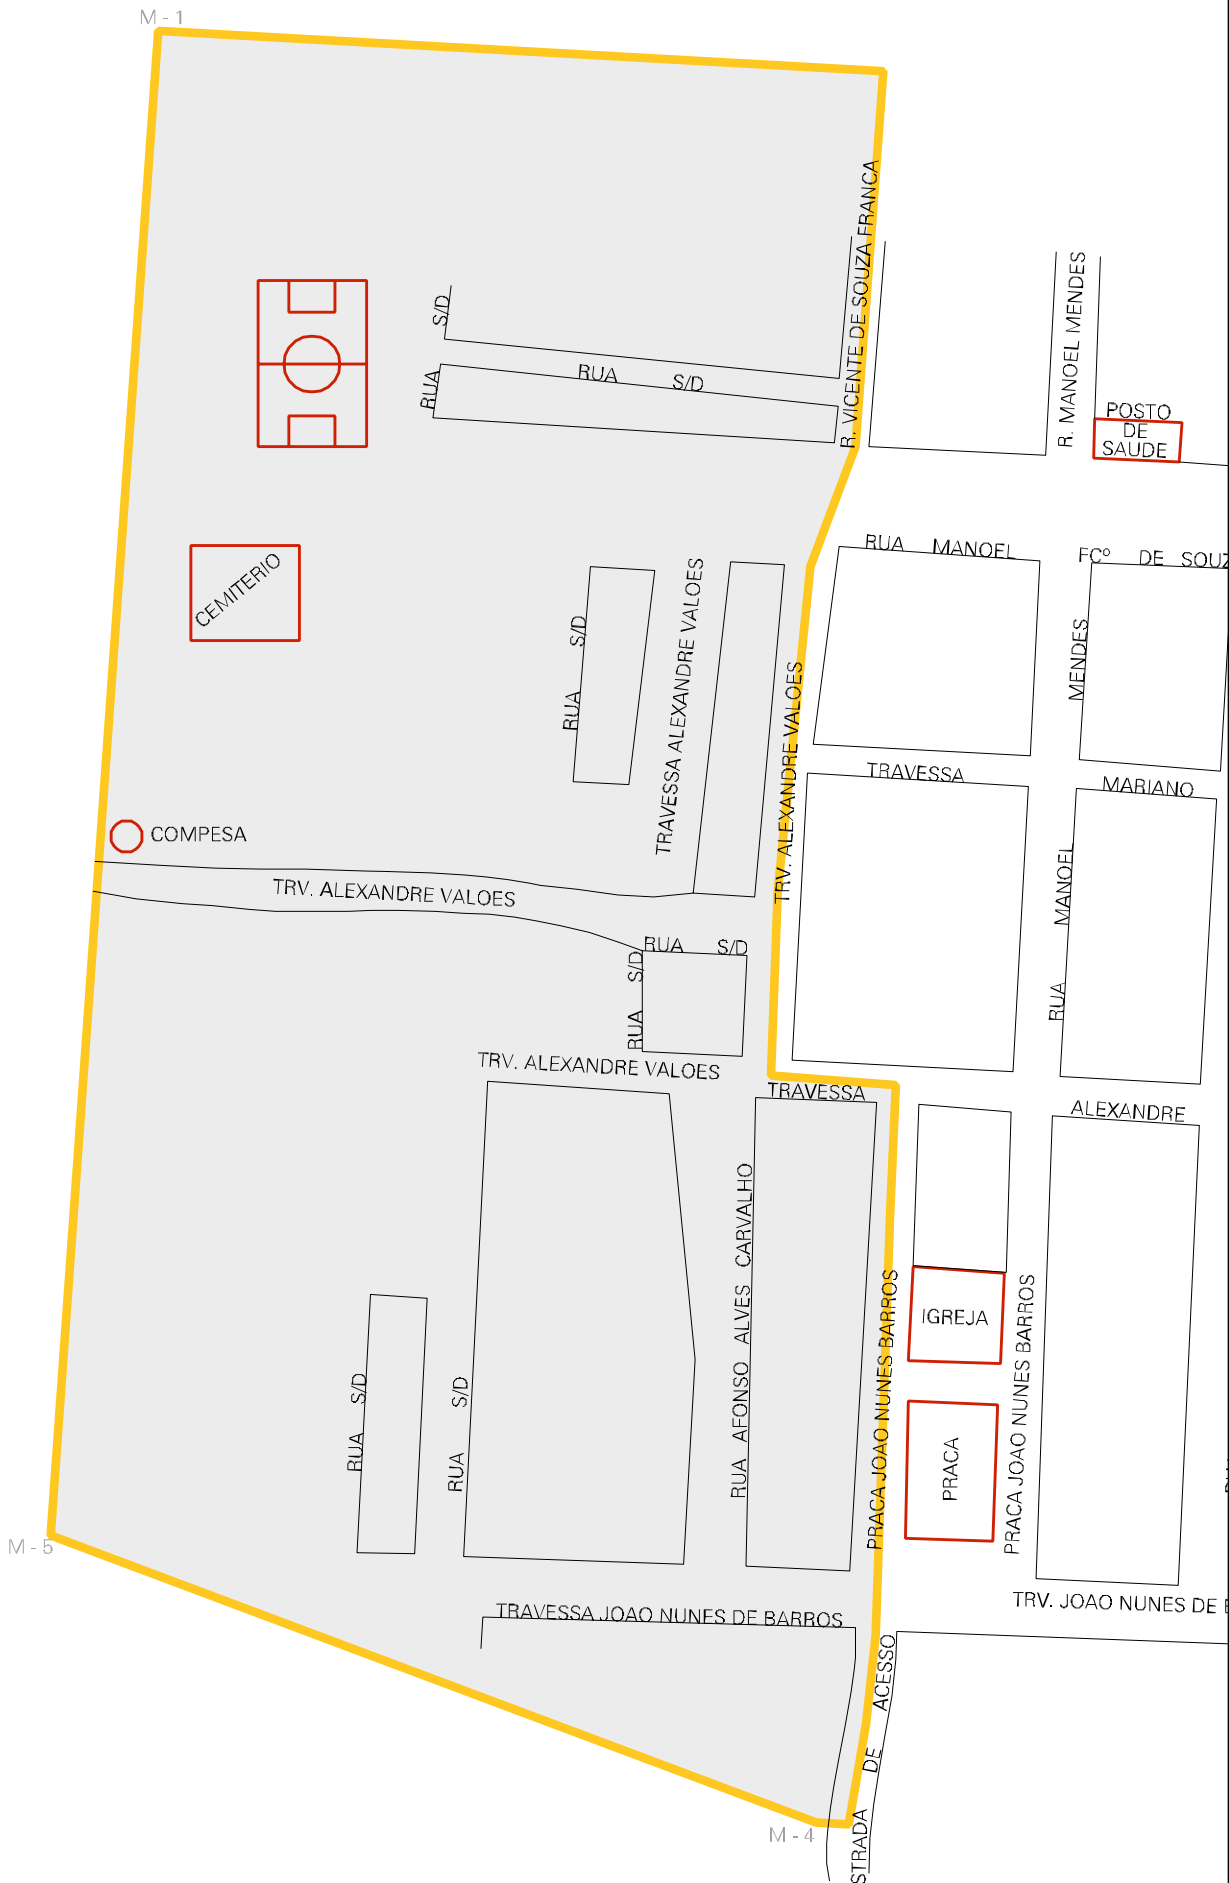 M - 1
R. VICENTE DE SOUZA FRANCA
R. MANOEL MENDES
S/D
RUA
RUA S/D
POSTO
DE
SAUDE
CEMITERIO
RUA MANOEL
FCº DE SOUZ
RUA S/D
TRAVESSA ALEXANDRE VALOES
TRV. ALEXANDRE VALOES
MENDES
TRAVESSA
MARIANO
COMPESA
TRV. ALEXANDRE VALOES
RUA MANOEL
RUA S/D
RUA S/D
TRV. ALEXANDRE VALOES
TRAVESSA
ALEXANDRE
RUA AFONSO ALVES CARVALHO
PRACA JOAO NUNES BARROS
IGREJA
PRACA JOAO NUNES BARROS
RUA S/D
RUA S/D
PRACA
M - 5
TRAVESSA JOAO NUNES DE BARROS
TRV. JOAO NUNES DE
STRADA DE ACESSO
M - 4